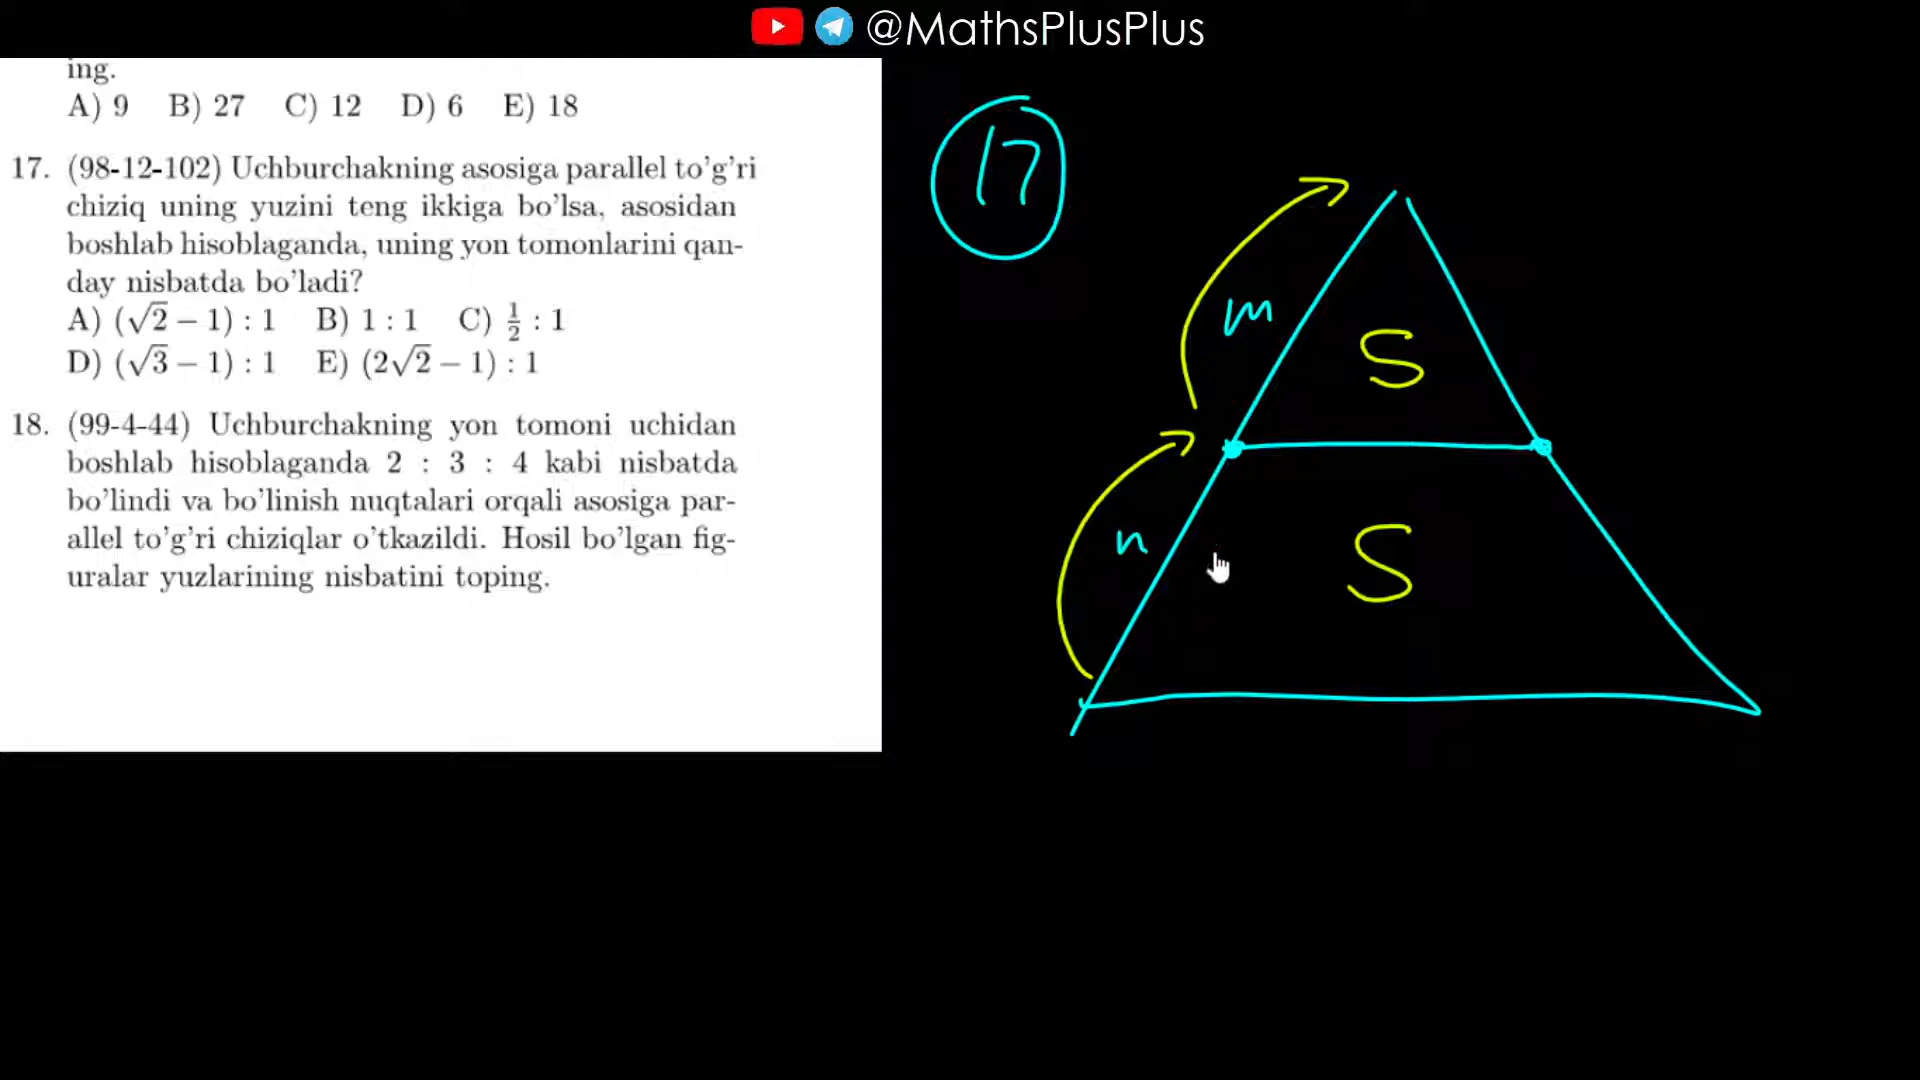 @MathsPlusPlus
ing.
A) 9 B) 27 C) 12 D) 6 E) 18
17. (98-12-102) Uchburchakning asosiga parallel to'g'ri
chiziq uning yuzini teng ikkiga bo'lsa, asosidan
boshlab hisoblaganda, uning yon tomonlarini qan-
day nisbatda bo'ladi?
A) (√2 − 1) : 1 B) 1 : 1 C) 1/2 : 1
D) (√3 − 1) : 1 E) (2√2 − 1) : 1
18. (99-4-44) Uchburchakning yon tomoni uchidan
boshlab hisoblaganda 2 : 3 : 4 kabi nisbatda
bo'lindi va bo'linish nuqtalari orqali asosiga par-
allel to'g'ri chiziqlar o'tkazildi. Hosil bo'lgan fig-
uralar yuzlarining nisbatini toping.
17
m
S
n
S